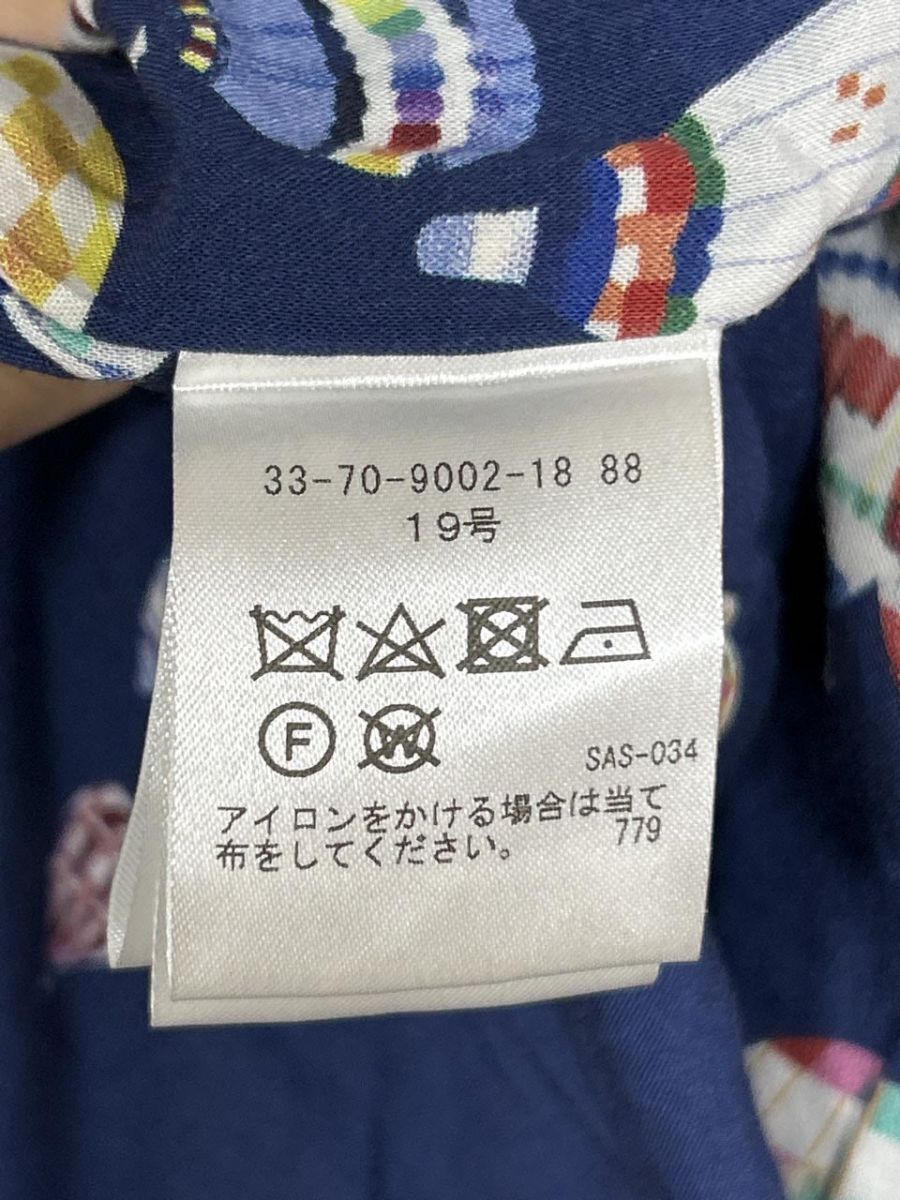 33-70-9002-18 88
19号
F W
SAS-034
アイロンをかける場合は当て
布をしてください。 779